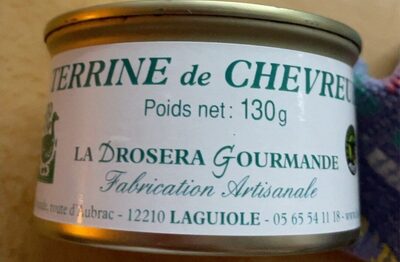 TERRINE de CHEVREU
Poids net: 130g
LA DROSERA GOURMANDE
Fabrication Artisanale
route d'Aubrac - 12210 LAGUIOLE - 05 65 54 11 18 -